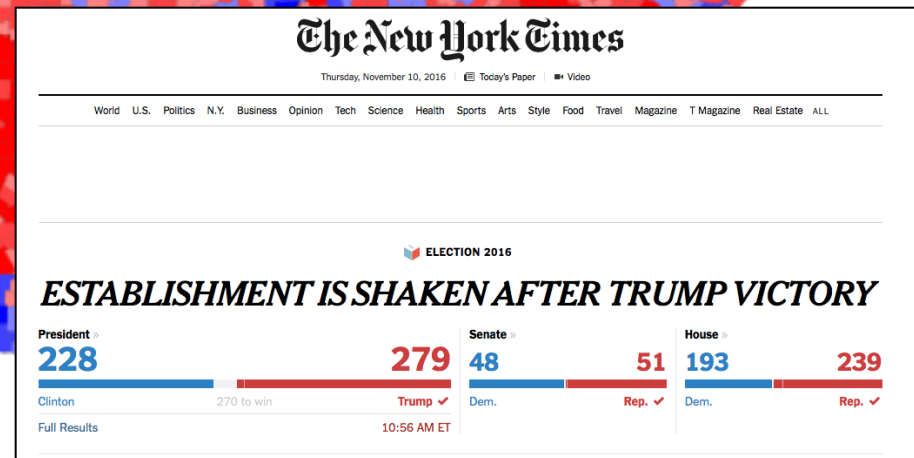 The New York Times
Thursday, November 10, 2016 Today's Paper Video
World U.S. Politics N.Y. Business Opinion Tech Science Health Sports Arts Style Food Travel Magazine T Magazine Real Estate ALL
ELECTION 2016
ESTABLISHMENT IS SHAKEN AFTER TRUMP VICTORY
President » Senate » House »
228 279 48 51 193 239
Clinton 270 to win Trump ✓ Dem. Rep. ✓ Dem. Rep. ✓
Full Results 10:56 AM ET